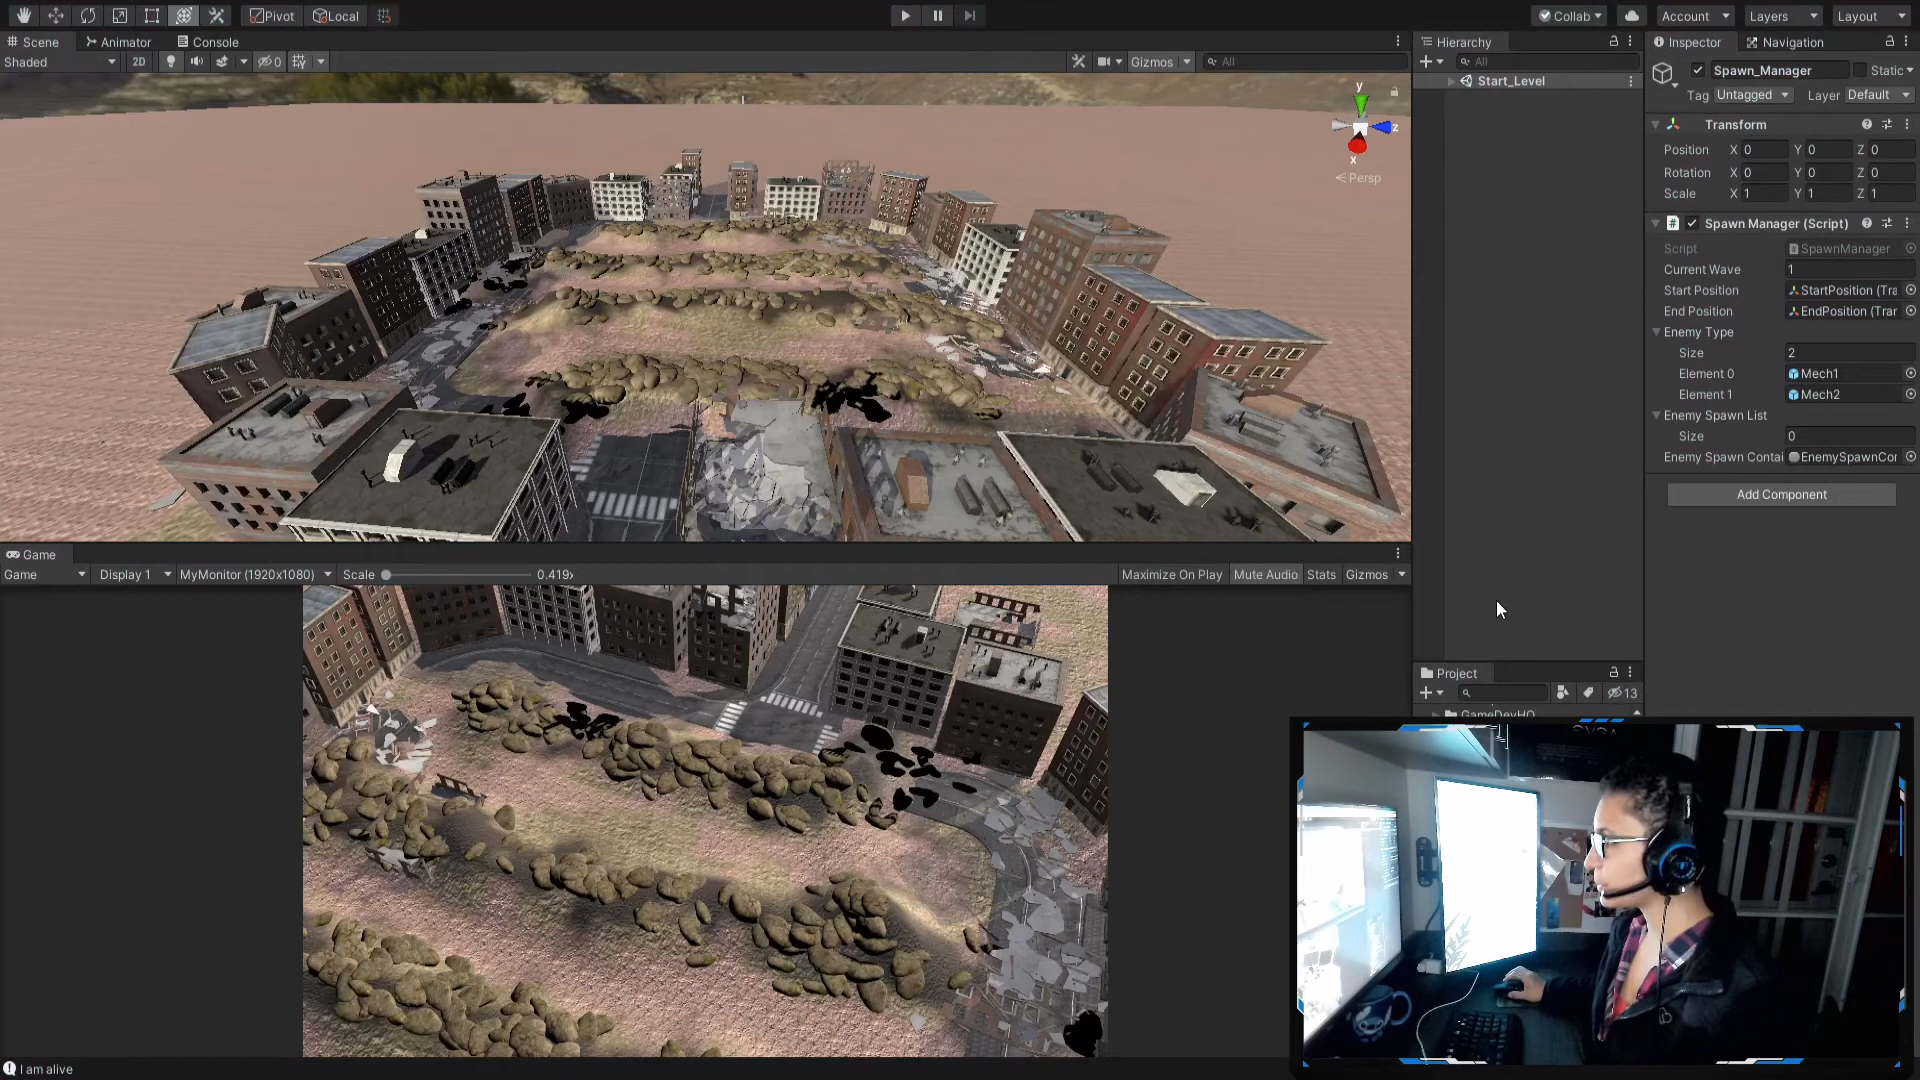 Pivot Local Collab Account Layers Layout
Scene Animator Console
Shaded 2D 0 Gizmos All
y
z
x
Persp
Game
Game Display 1 MyMonitor (1920x1080) Scale 0.419x Maximize On Play Mute Audio Stats Gizmos
I am alive
Hierarchy
All
Start_Level
Project
13
GameDevHQ
Inspector Navigation
Spawn_Manager Static
Tag Untagged Layer Default
Transform
Position X 0 Y 0 Z 0
Rotation X 0 Y 0 Z 0
Scale X 1 Y 1 Z 1
Spawn Manager (Script)
Script SpawnManager
Current Wave 1
Start Position StartPosition (Tra
End Position EndPosition (Trar
Enemy Type
Size 2
Element 0 Mech1
Element 1 Mech2
Enemy Spawn List
Size 0
Enemy Spawn Contai EnemySpawnCor
Add Component